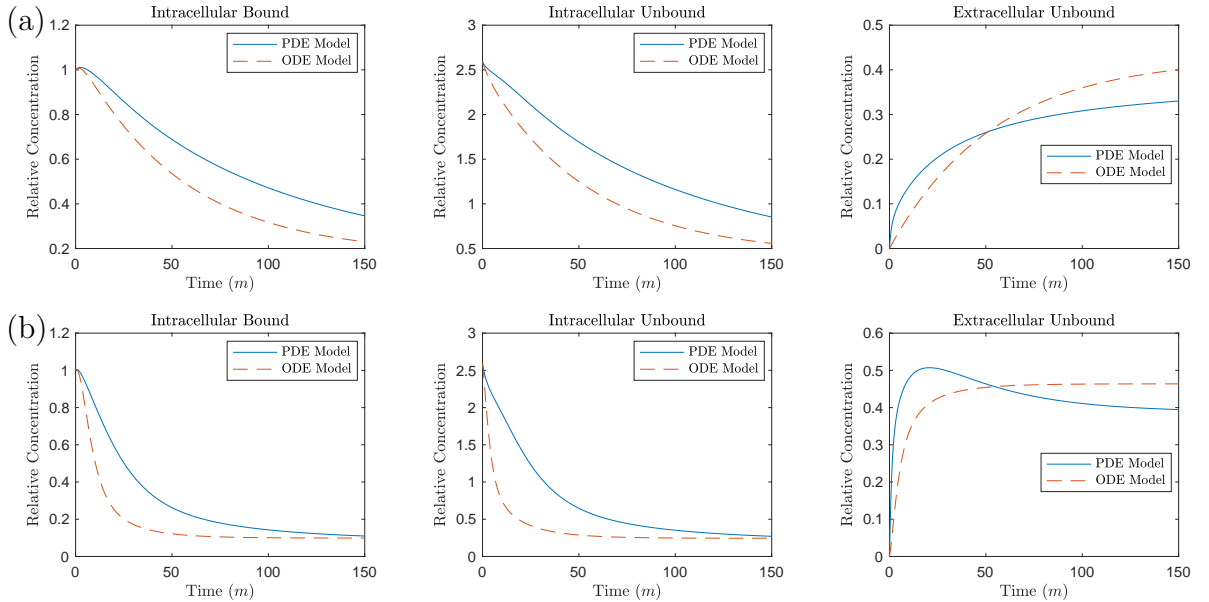 (a)
Intracellular Bound
Relative Concentration
1.2
1
0.8
0.6
0.4
0.2
0
50
100
150
Time (m)
PDE Model
ODE Model
Intracellular Unbound
Relative Concentration
3
2.5
2
1.5
1
0.5
0
50
100
150
Time (m)
PDE Model
ODE Model
Extracellular Unbound
Relative Concentration
0.5
0.4
0.3
0.2
0.1
0
0
50
100
150
Time (m)
PDE Model
ODE Model
(b)
Intracellular Bound
Relative Concentration
1.2
1
0.8
0.6
0.4
0.2
0
0
50
100
150
Time (m)
PDE Model
ODE Model
Intracellular Unbound
Relative Concentration
3
2.5
2
1.5
1
0.5
0
0
50
100
150
Time (m)
PDE Model
ODE Model
Extracellular Unbound
Relative Concentration
0.6
0.5
0.4
0.3
0.2
0.1
0
0
50
100
150
Time (m)
PDE Model
ODE Model